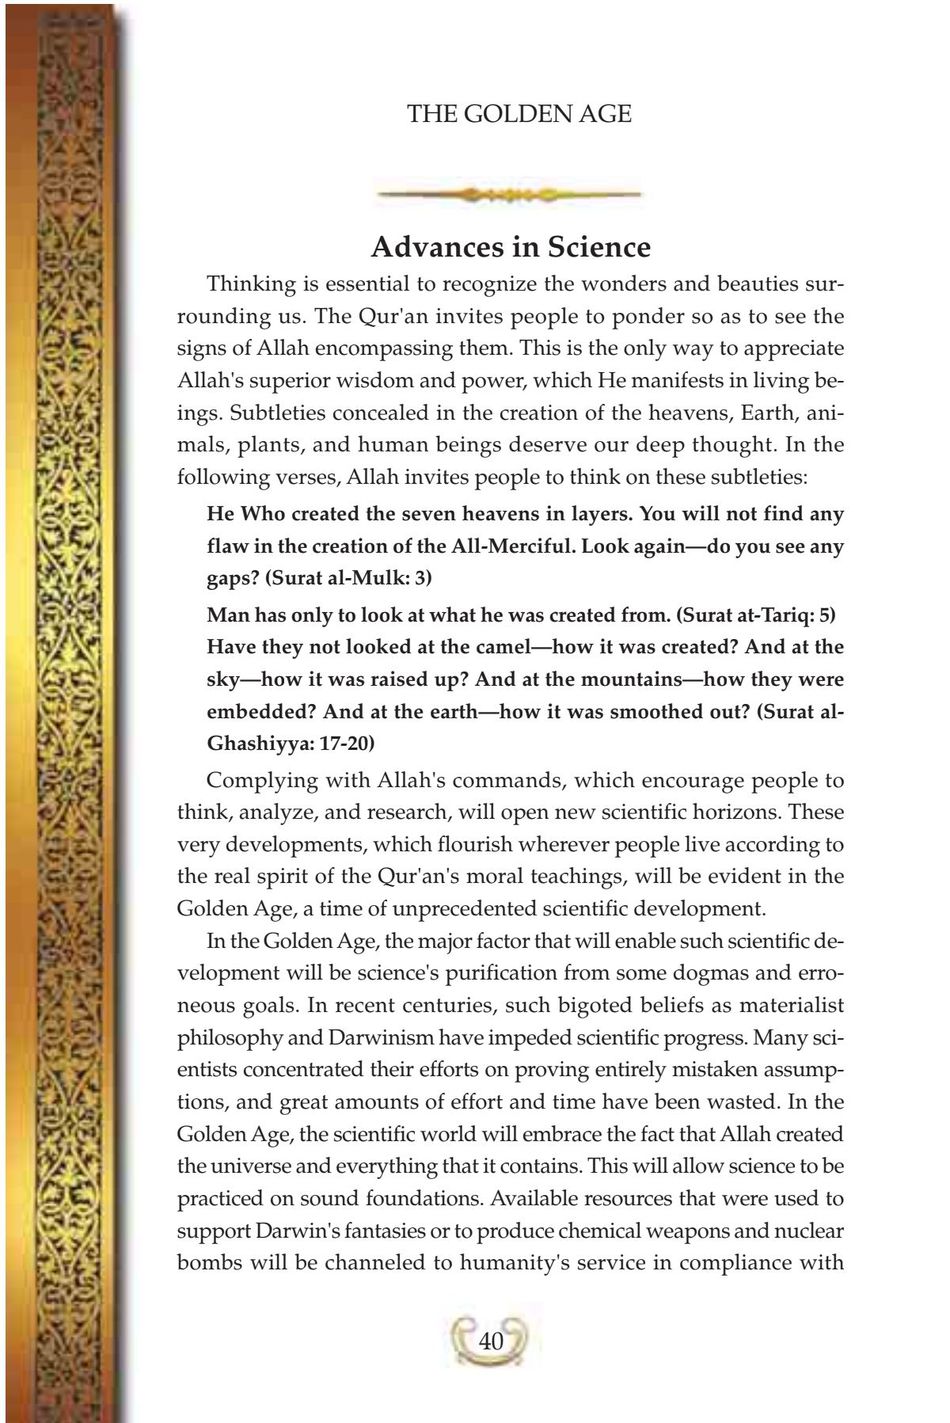 THE GOLDEN AGE
Advances in Science
Thinking is essential to recognize the wonders and beauties sur-
rounding us. The Qur'an invites people to ponder so as to see the
signs of Allah encompassing them. This is the only way to appreciate
Allah's superior wisdom and power, which He manifests in living be-
ings. Subtleties concealed in the creation of the heavens, Earth, ani-
mals, plants, and human beings deserve our deep thought. In the
following verses, Allah invites people to think on these subtleties:
He Who created the seven heavens in layers. You will not find any
flaw in the creation of the All-Merciful. Look again—do you see any
gaps? (Surat al-Mulk: 3)
Man has only to look at what he was created from. (Surat at-Tariq: 5)
Have they not looked at the camel—how it was created? And at the
sky—how it was raised up? And at the mountains—how they were
embedded? And at the earth—how it was smoothed out? (Surat al-
Ghashiyya: 17-20)
Complying with Allah's commands, which encourage people to
think, analyze, and research, will open new scientific horizons. These
very developments, which flourish wherever people live according to
the real spirit of the Qur'an's moral teachings, will be evident in the
Golden Age, a time of unprecedented scientific development.
In the Golden Age, the major factor that will enable such scientific de-
velopment will be science's purification from some dogmas and erro-
neous goals. In recent centuries, such bigoted beliefs as materialist
philosophy and Darwinism have impeded scientific progress. Many sci-
entists concentrated their efforts on proving entirely mistaken assump-
tions, and great amounts of effort and time have been wasted. In the
Golden Age, the scientific world will embrace the fact that Allah created
the universe and everything that it contains. This will allow science to be
practiced on sound foundations. Available resources that were used to
support Darwin's fantasies or to produce chemical weapons and nuclear
bombs will be channeled to humanity's service in compliance with
40